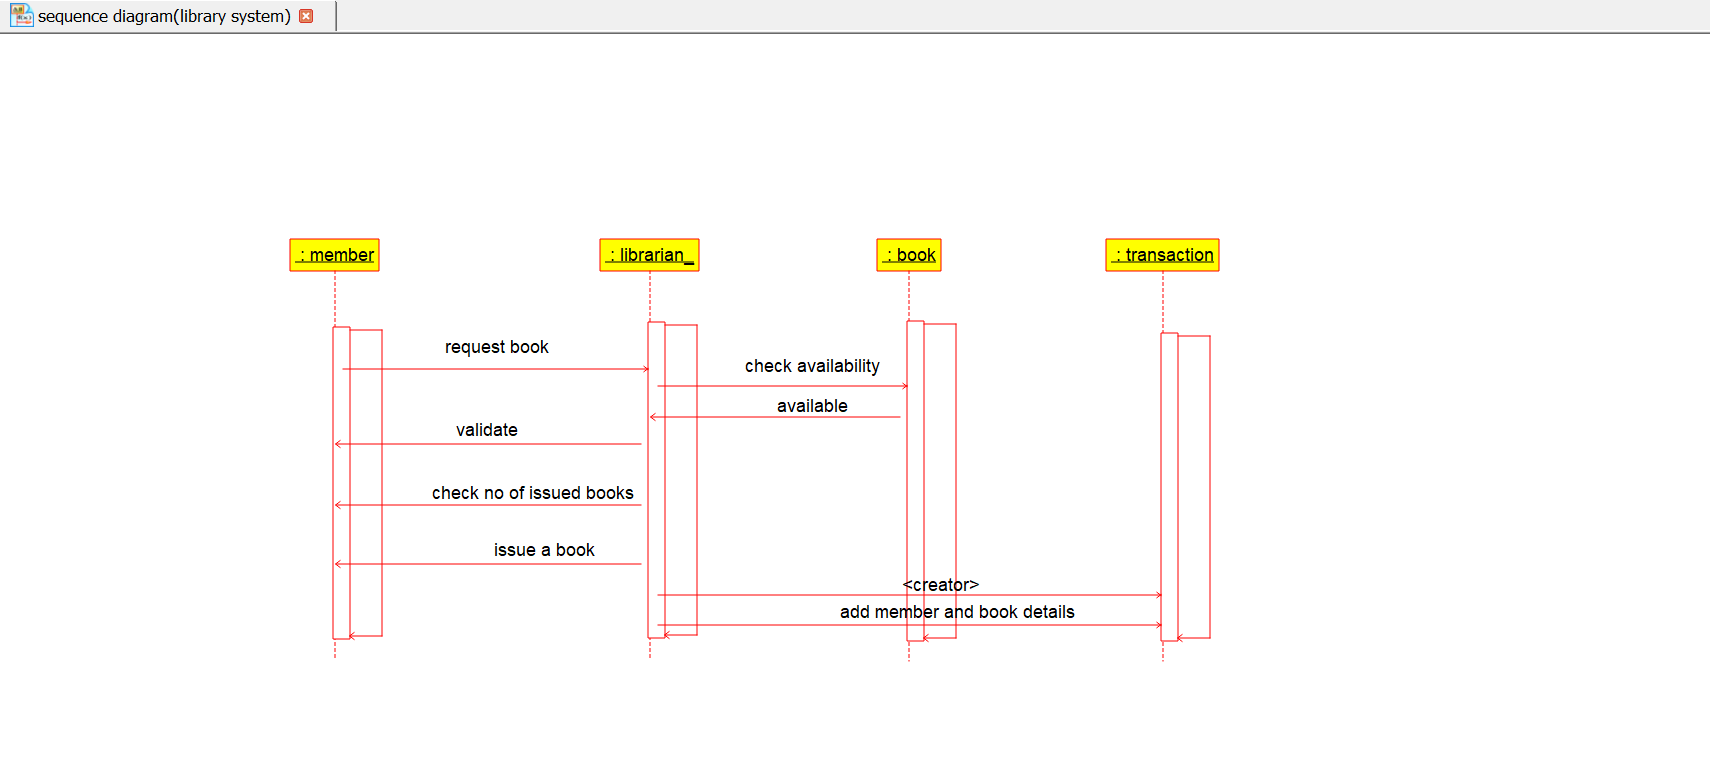 sequence diagram(library system)
: member
: librarian_
: book
: transaction
request book
check availability
available
validate
check no of issued books
issue a book
<creator>
add member and book details